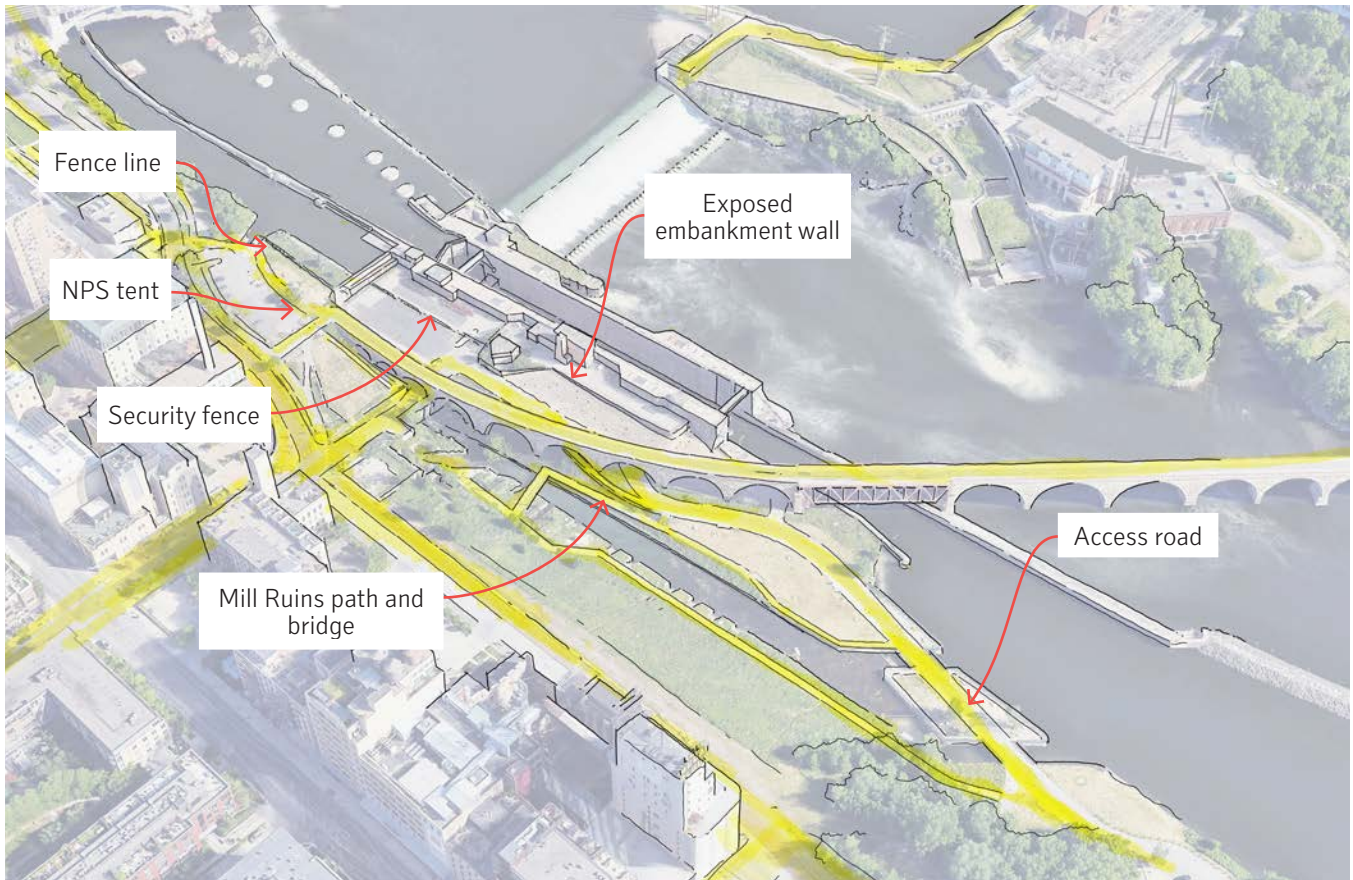 Fence line
Exposed
embankment wall
NPS tent
Security fence
Access road
Mill Ruins path and
bridge